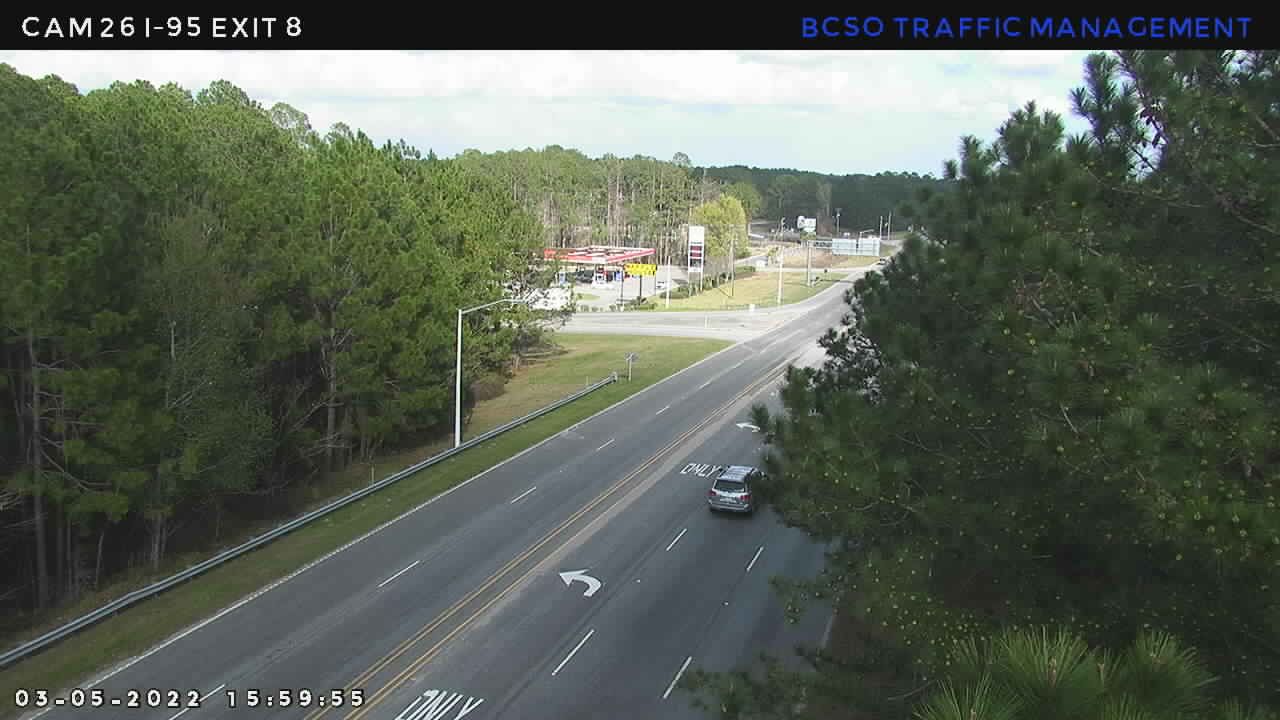 CAM 26 I-95 EXIT 8
BCSO TRAFFIC MANAGEMENT
ONLY
ONLY
03-05-2022 15:59:55